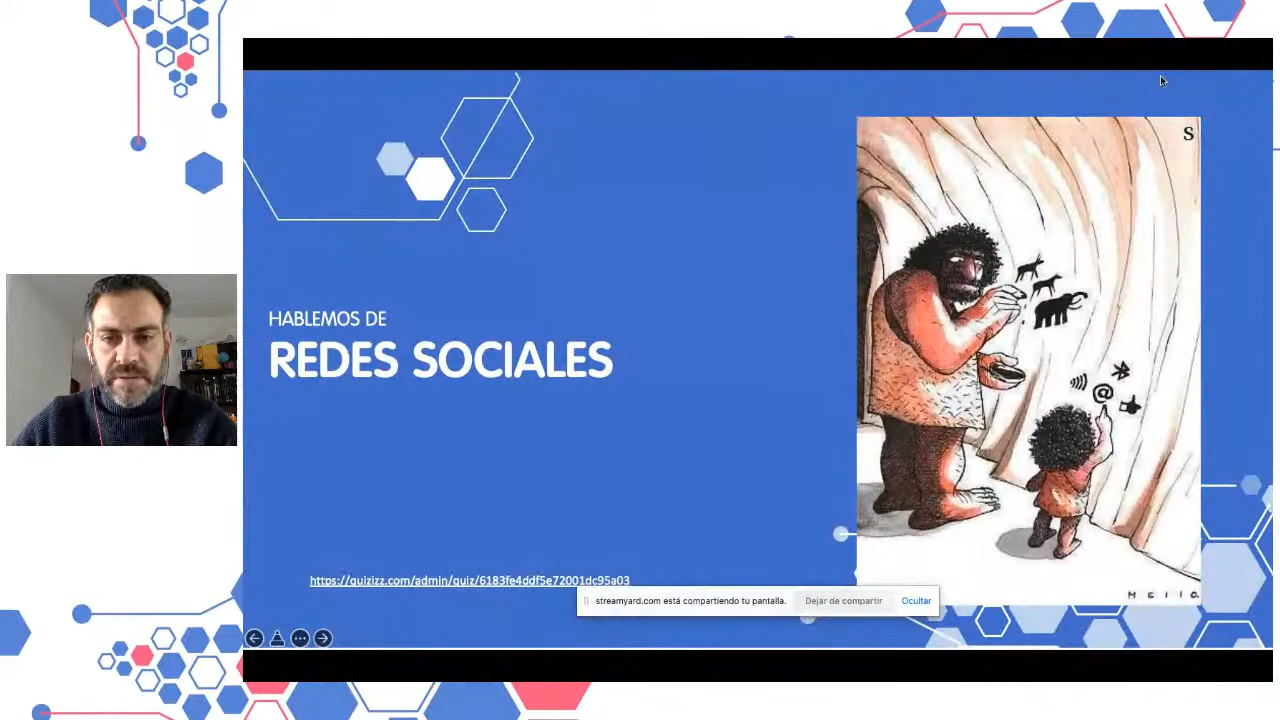 S
HABLEMOS DE
REDES SOCIALES
@
https://quizizz.com/admin/quiz/6183fe4ddf5e72001dc95a03
streamyard.com está compartiendo tu pantalla. Dejar de compartir Ocultar
MEllO.